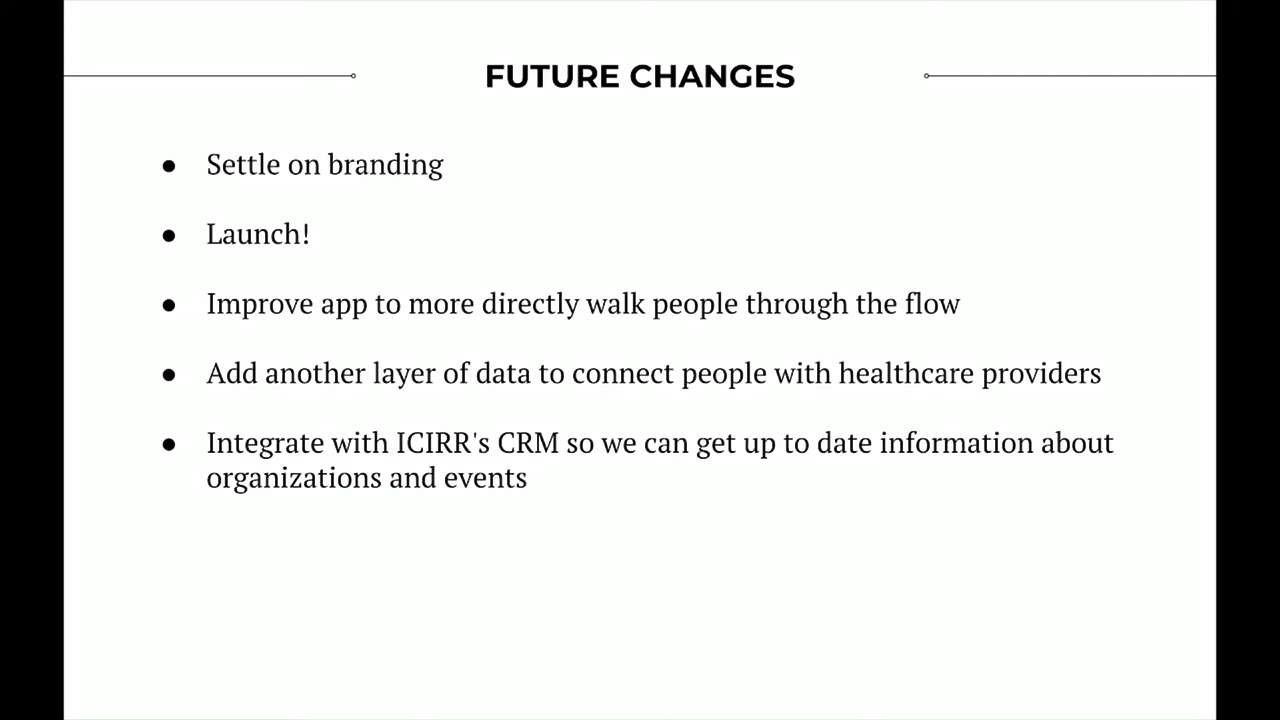 FUTURE CHANGES
● Settle on branding
● Launch!
● Improve app to more directly walk people through the flow
● Add another layer of data to connect people with healthcare providers
● Integrate with ICIRR's CRM so we can get up to date information about
organizations and events